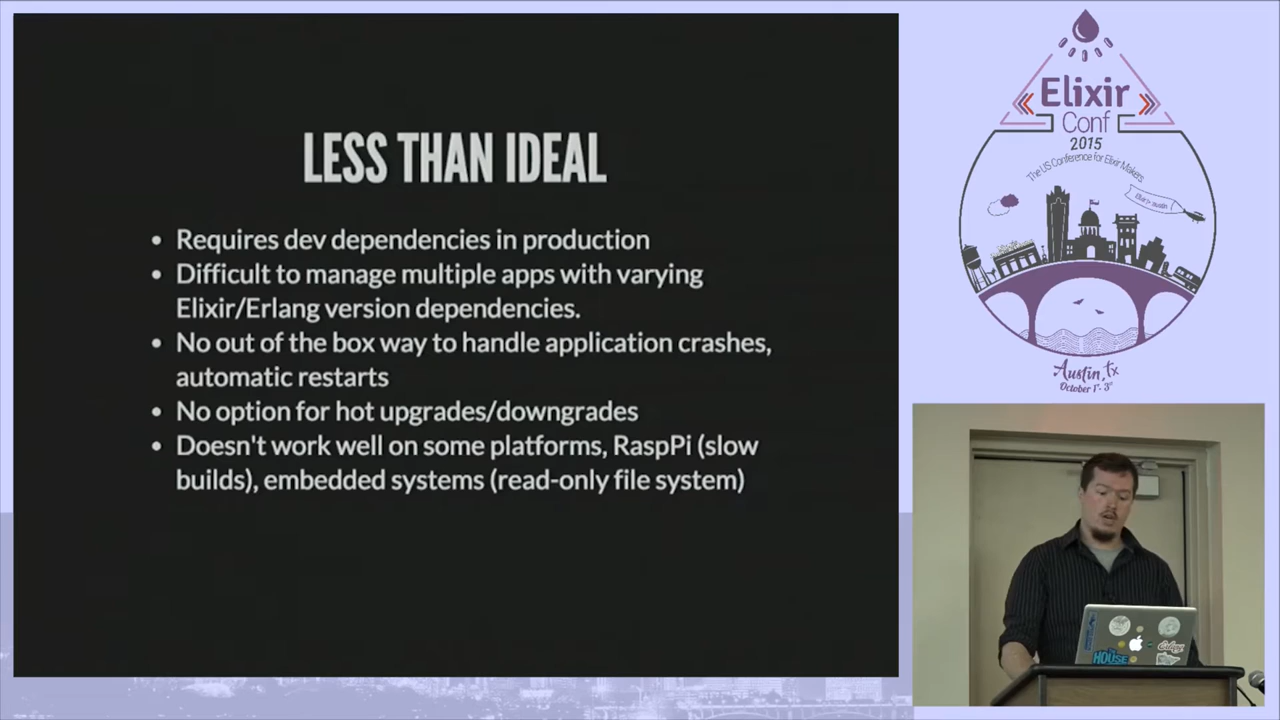 LESS THAN IDEAL
• Requires dev dependencies in production
• Difficult to manage multiple apps with varying
Elixir/Erlang version dependencies.
• No out of the box way to handle application crashes,
automatic restarts
• No option for hot upgrades/downgrades
• Doesn't work well on some platforms, RaspPi (slow
builds), embedded systems (read-only file system)
Elixir
Conf
2015
The US Conference for Elixir Makers
Austin, TX
October 1st - 3rd
HOUSE